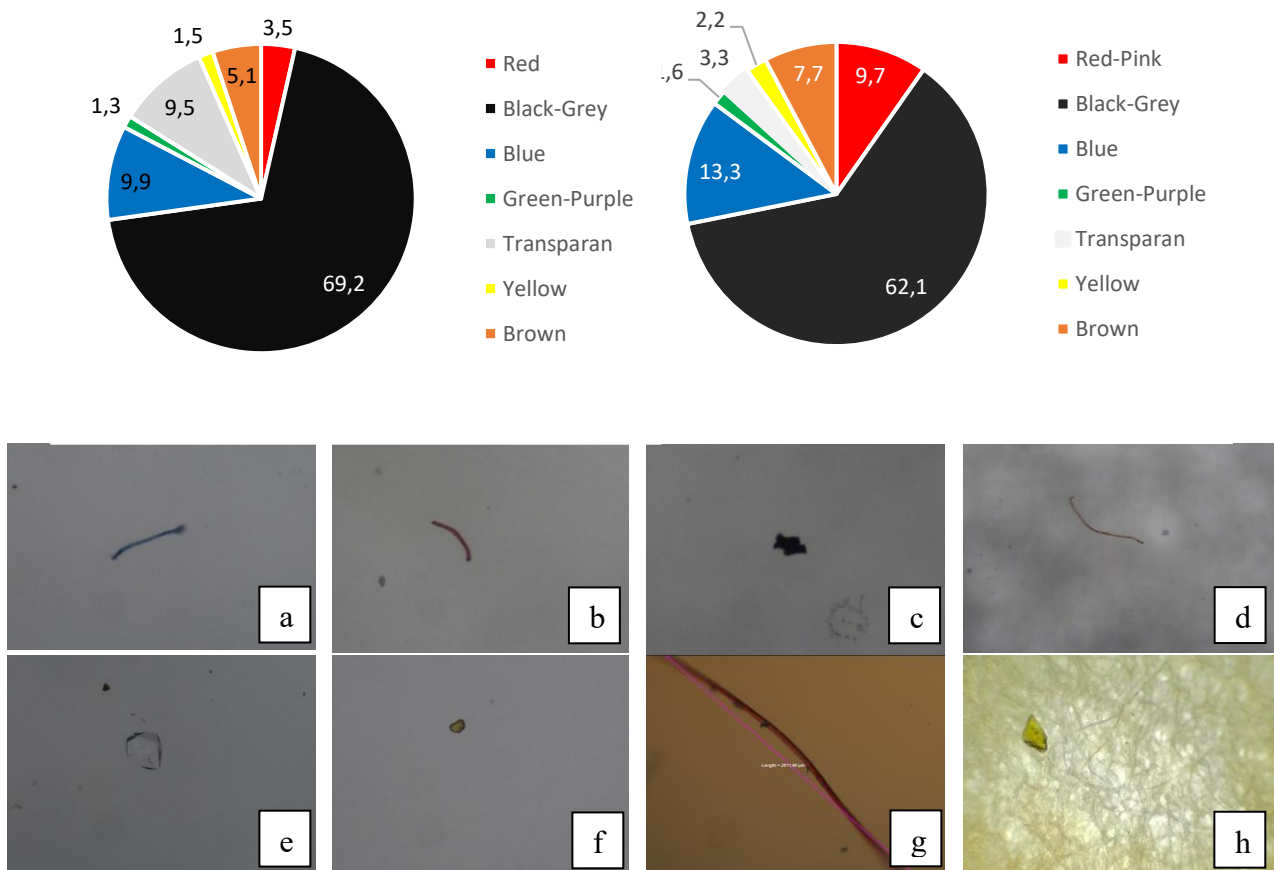 1,5
3,5
5,1
1,3
9,5
9,9
69,2
Red
Black-Grey
Blue
Green-Purple
Transparan
Yellow
Brown
2,2
3,3
,6
7,7
9,7
13,3
62,1
Red-Pink
Black-Grey
Blue
Green-Purple
Transparan
Yellow
Brown
a
b
c
d
e
f
g
h